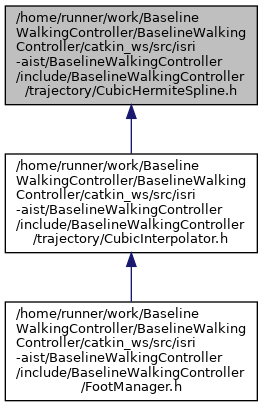 /home/runner/work/Baseline
WalkingController/BaselineWalking
Controller/catkin_ws/src/isri
-aist/BaselineWalkingController
/include/BaselineWalkingController
/trajectory/CubicHermiteSpline.h
/home/runner/work/Baseline
WalkingController/BaselineWalking
Controller/catkin_ws/src/isri
-aist/BaselineWalkingController
/include/BaselineWalkingController
/trajectory/CubicInterpolator.h
/home/runner/work/Baseline
WalkingController/BaselineWalking
Controller/catkin_ws/src/isri
-aist/BaselineWalkingController
/include/BaselineWalkingController
/FootManager.h